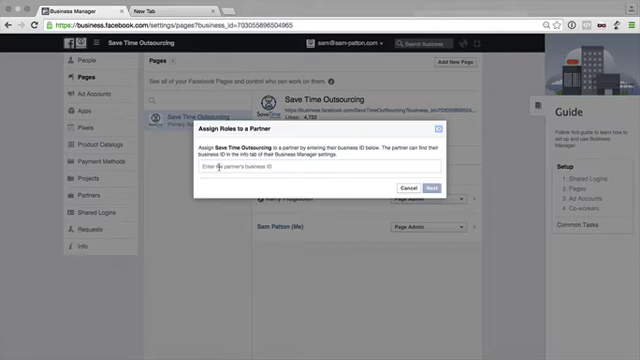 Business Manager
New Tab
https://business.facebook.com/settings/pages?business_id=703055896504965
Save Time Outsourcing
sam@sam-patton.com
Search Business
People
Pages
Ad Accounts
Apps
Pixels
Product Catalogs
Payment Methods
Projects
Partners
Shared Logins
Requests
Info
Pages
Add New Page
See all of your Facebook Pages and control who can work on them.
Save Time Outsourcing
Save Time Outsourcing
Likes: 4,733
Assign Roles to a Partner
Assign Save Time Outsourcing to a partner by entering their business ID below. The partner can find their
business ID in the info tab of their Business Manager settings.
Enter the partner's business ID
Cancel
Next
Page Admin
Sam Patton (Me)
Page Admin
Guide
Follow this guide to learn how to
set up and use Business
Manager.
Setup
1 Shared Logins
2 Pages
3 Ad Accounts
4 Co-workers
Common Tasks